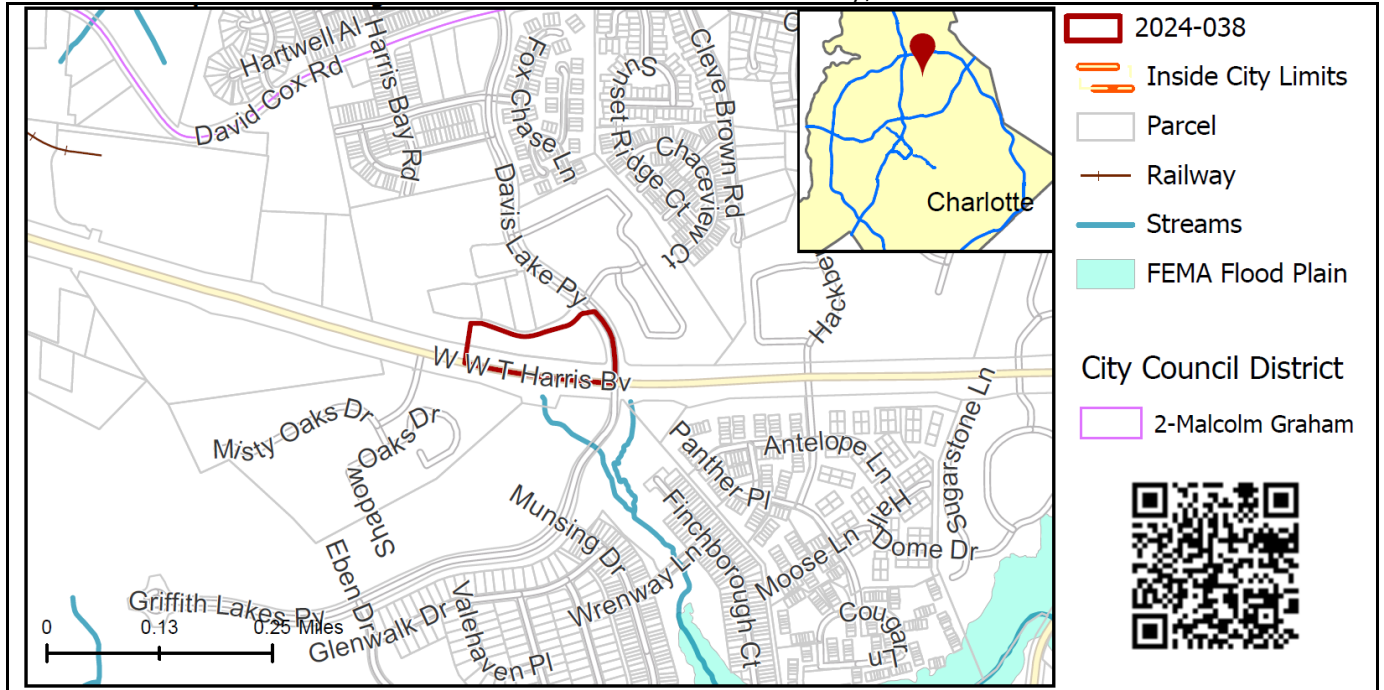 Hartwell Al
Harris Bay Rd
David Cox Rd
Fox Chase Ln
Sunset Ridge Ct
Cleve Brown Rd
Chaceview Ct
Davis Lake Py
W W T Harris Bv
Misty Oaks Dr
Shadow Oaks Dr
Panther Pl
Antelope Ln
Hall
Sugarstone Ln
Dome Dr
Moose Ln
Munsing Dr
Finchborough Ct
Wrenway Ln
Cougar Ln
Eben Dr
Griffith Lakes Py
Glenwalk Dr
Valehaven Pl
0 0.13 0.25 Miles
Charlotte
2024-038
Inside City Limits
Parcel
Railway
Streams
FEMA Flood Plain
City Council District
2-Malcolm Graham